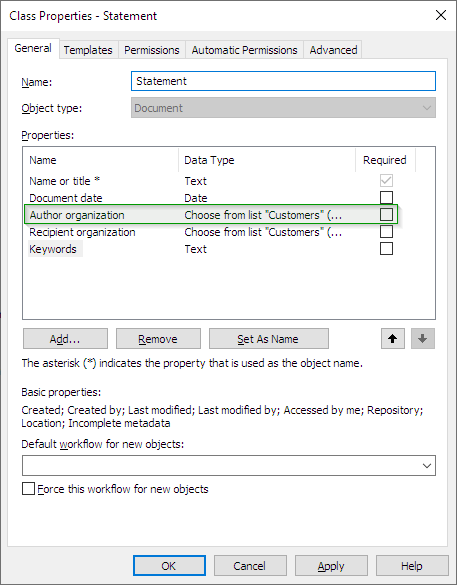 Class Properties - Statement
General Templates Permissions Automatic Permissions Advanced
Name: Statement
Object type: Document
Properties:
Name Data Type Required
Name or title * Text
Document date Date
Author organization Choose from list "Customers" (...
Recipient organization Choose from list "Customers" (...
Keywords Text
Add... Remove Set As Name
The asterisk (*) indicates the property that is used as the object name.
Basic properties:
Created; Created by; Last modified; Last modified by; Accessed by me; Repository;
Location; Incomplete metadata
Default workflow for new objects:
Force this workflow for new objects
OK Cancel Apply Help